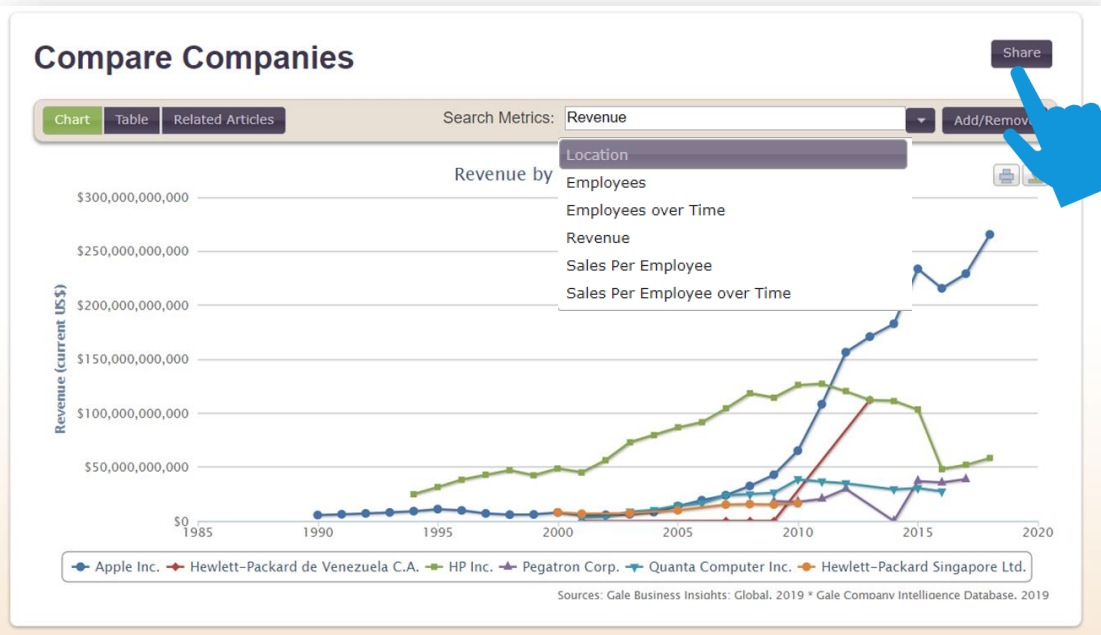 Compare Companies
Share
Chart Table Related Articles Search Metrics: Revenue
Location
Employees
Employees over Time
Revenue
Sales Per Employee
Sales Per Employee over Time
Revenue by
Revenue (current US$)
$300,000,000,000
$250,000,000,000
$200,000,000,000
$150,000,000,000
$100,000,000,000
$50,000,000,000
$0
1985 1990 1995 2000 2005 2010 2015 2020
Apple Inc. Hewlett-Packard de Venezuela C.A. HP Inc. Pegatron Corp. Quanta Computer Inc. Hewlett-Packard Singapore Ltd.
Sources: Gale Business Insights: Global, 2019 * Gale Company Intelligence Database, 2019